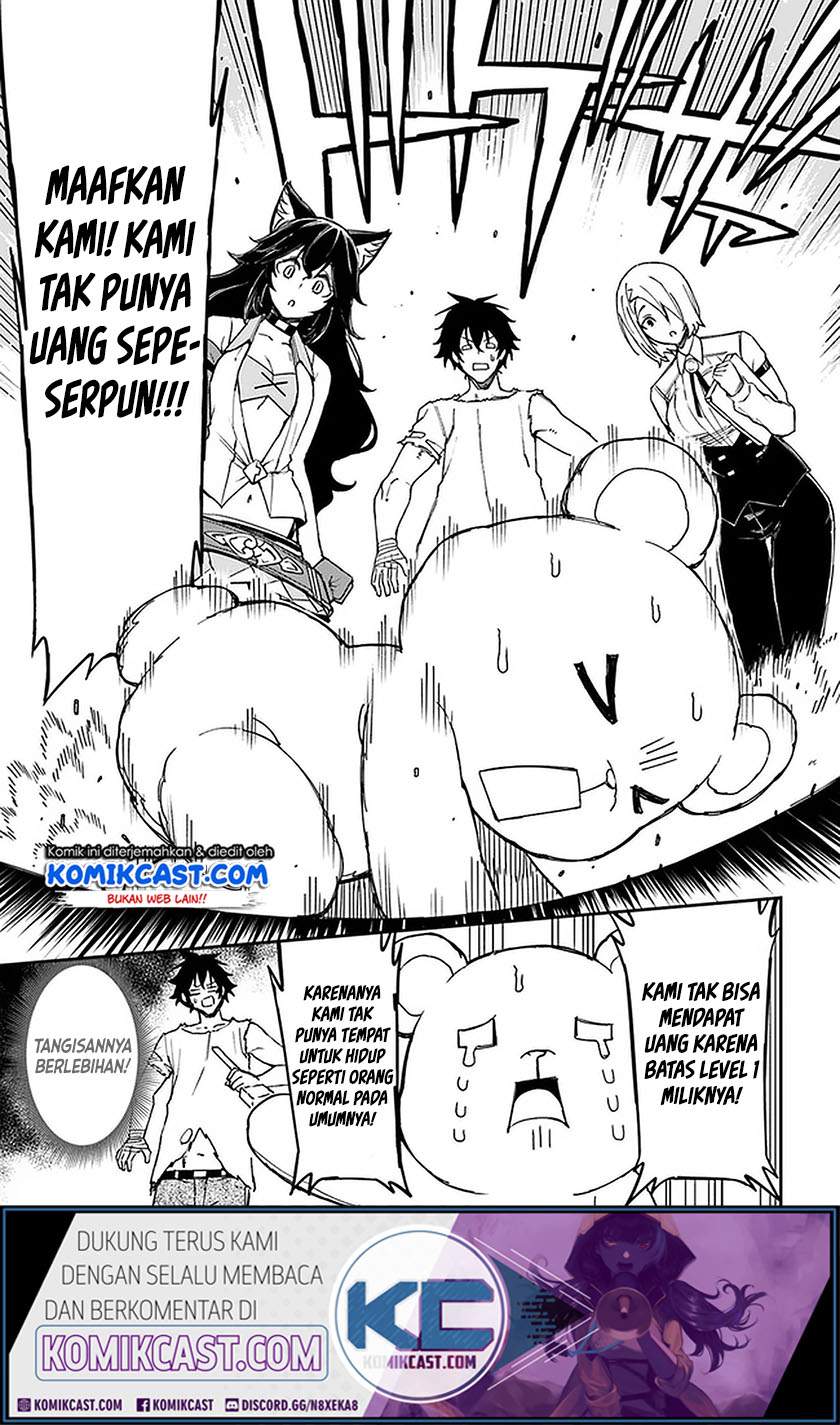 MAAFKAN
KAMI! KAMI
TAK PUNYA
UANG SEPE-
SERPUN!!!
Komik ini diterjemahkan & diedit oleh
KOMIKCAST.COM
BUKAN WEB LAIN!!
KAMI TAK BISA
MENDAPAT
UANG KARENA
BATAS LEVEL 1
MILIKNYA!
KARENANYA
KAMI TAK
PUNYA TEMPAT
UNTUK HIDUP
SEPERTI ORANG
NORMAL PADA
UMUMNYA!
TANGISANNYA
BERLEBIHAN!
DUKUNG TERUS KAMI
DENGAN SELALU MEMBACA
DAN BERKOMENTAR DI
KOMIKCAST.COM
KC
KOMIKCAST.COM
KOMIKCAST.COM
KOMIKCAST
DISCORD.GG/N8XEKA8